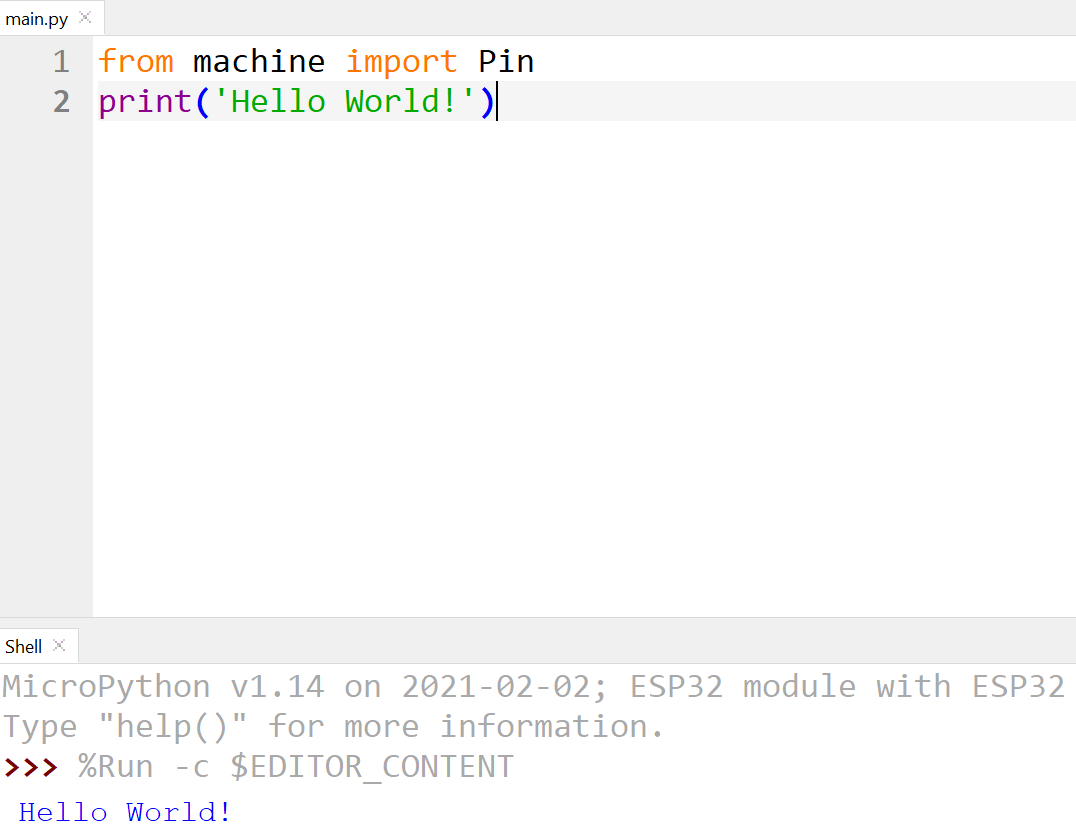 main.py
1 from machine import Pin
2 print('Hello World!')
Shell
MicroPython v1.14 on 2021-02-02; ESP32 module with ESP32
Type "help()" for more information.
>>> %Run -c $EDITOR_CONTENT
Hello World!